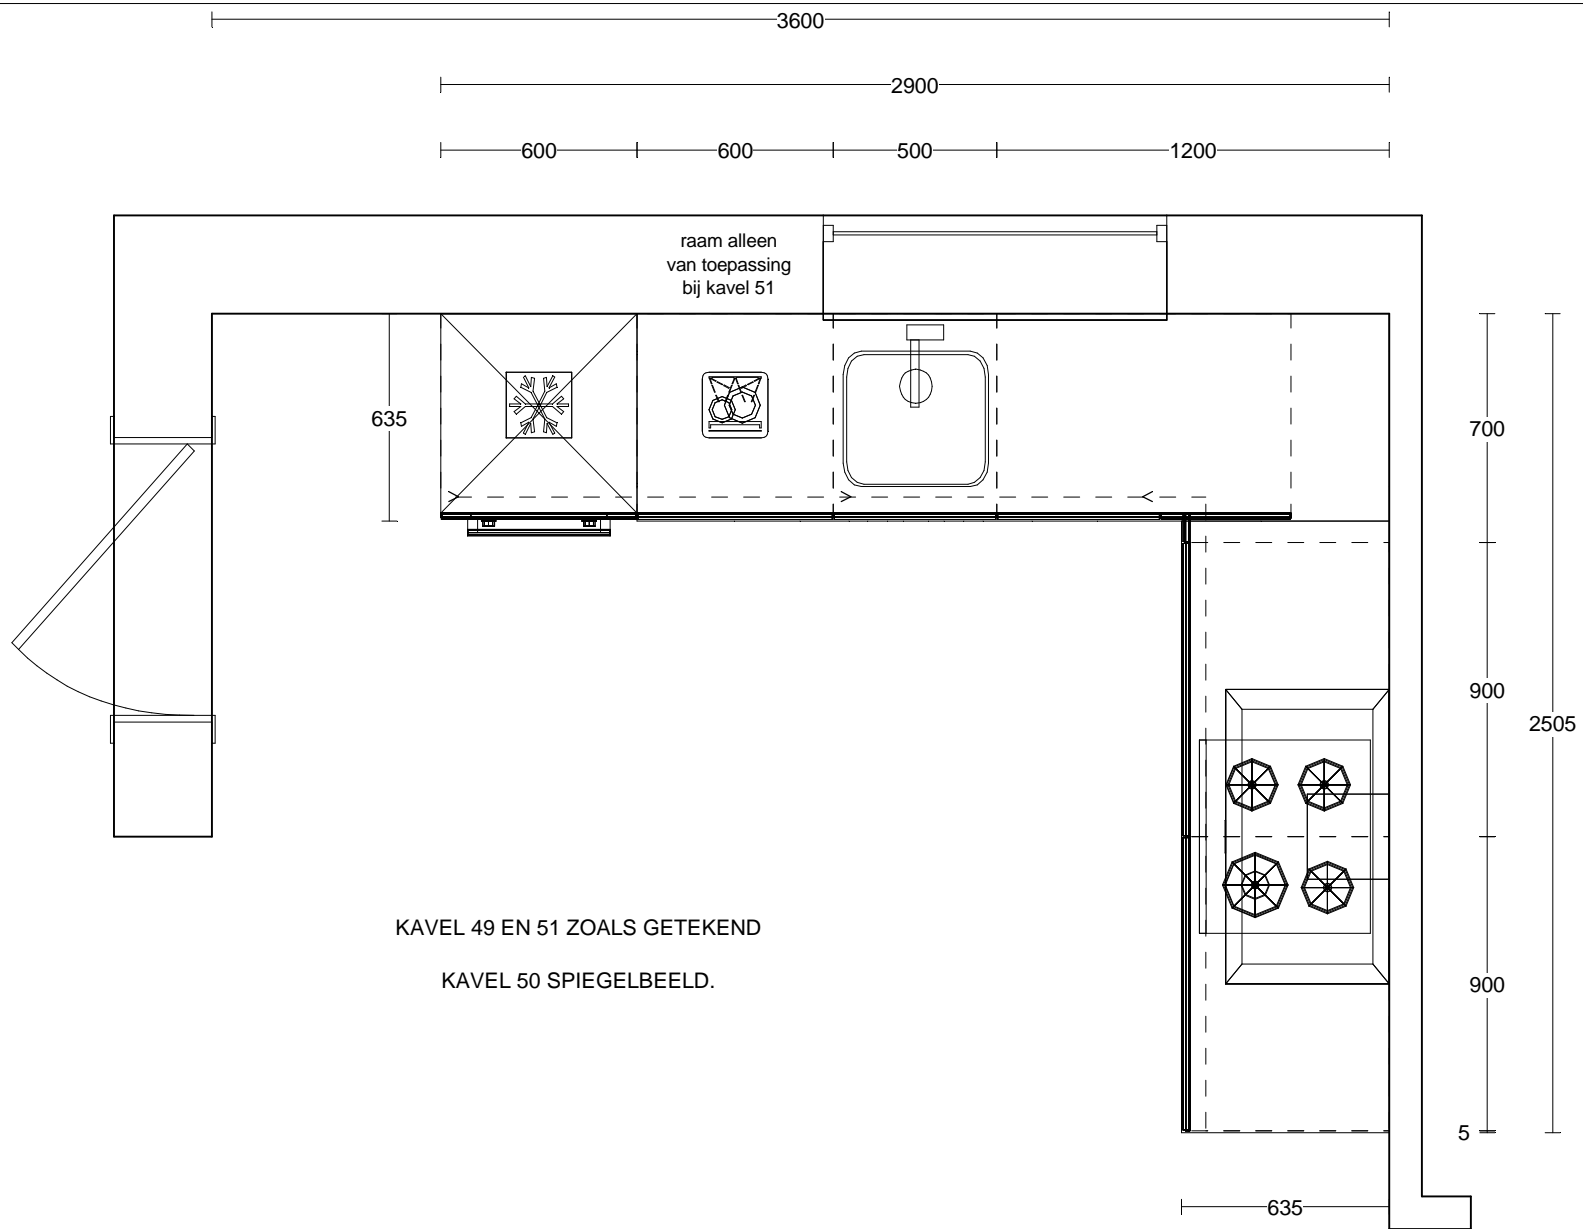 3600
2900
600 600 500 1200
raam alleen
van toepassing
bij kavel 51
635
700
900
2505
KAVEL 49 EN 51 ZOALS GETEKEND
KAVEL 50 SPIEGELBEELD.
900
5
635